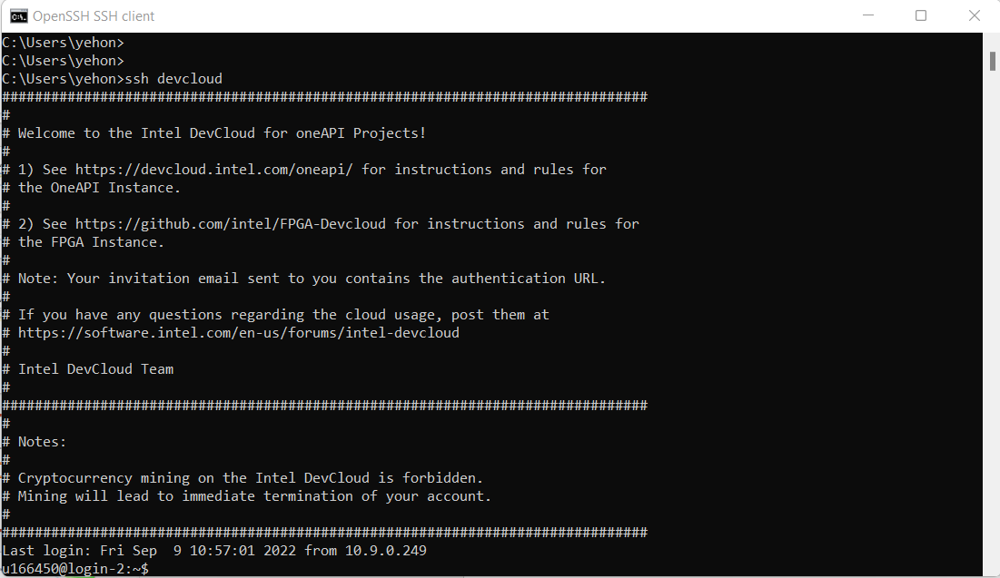 OpenSSH SSH client
C:\Users\yehon>
C:\Users\yehon>
C:\Users\yehon>ssh devcloud
###############################################################################
#
# Welcome to the Intel DevCloud for oneAPI Projects!
#
# 1) See https://devcloud.intel.com/oneapi/ for instructions and rules for
# the OneAPI Instance.
#
# 2) See https://github.com/intel/FPGA-Devcloud for instructions and rules for
# the FPGA Instance.
#
# Note: Your invitation email sent to you contains the authentication URL.
#
# If you have any questions regarding the cloud usage, post them at
# https://software.intel.com/en-us/forums/intel-devcloud
#
# Intel DevCloud Team
#
###############################################################################
#
# Notes:
#
# Cryptocurrency mining on the Intel DevCloud is forbidden.
# Mining will lead to immediate termination of your account.
#
###############################################################################
Last login: Fri Sep  9 10:57:01 2022 from 10.9.0.249
u166450@login-2:~$